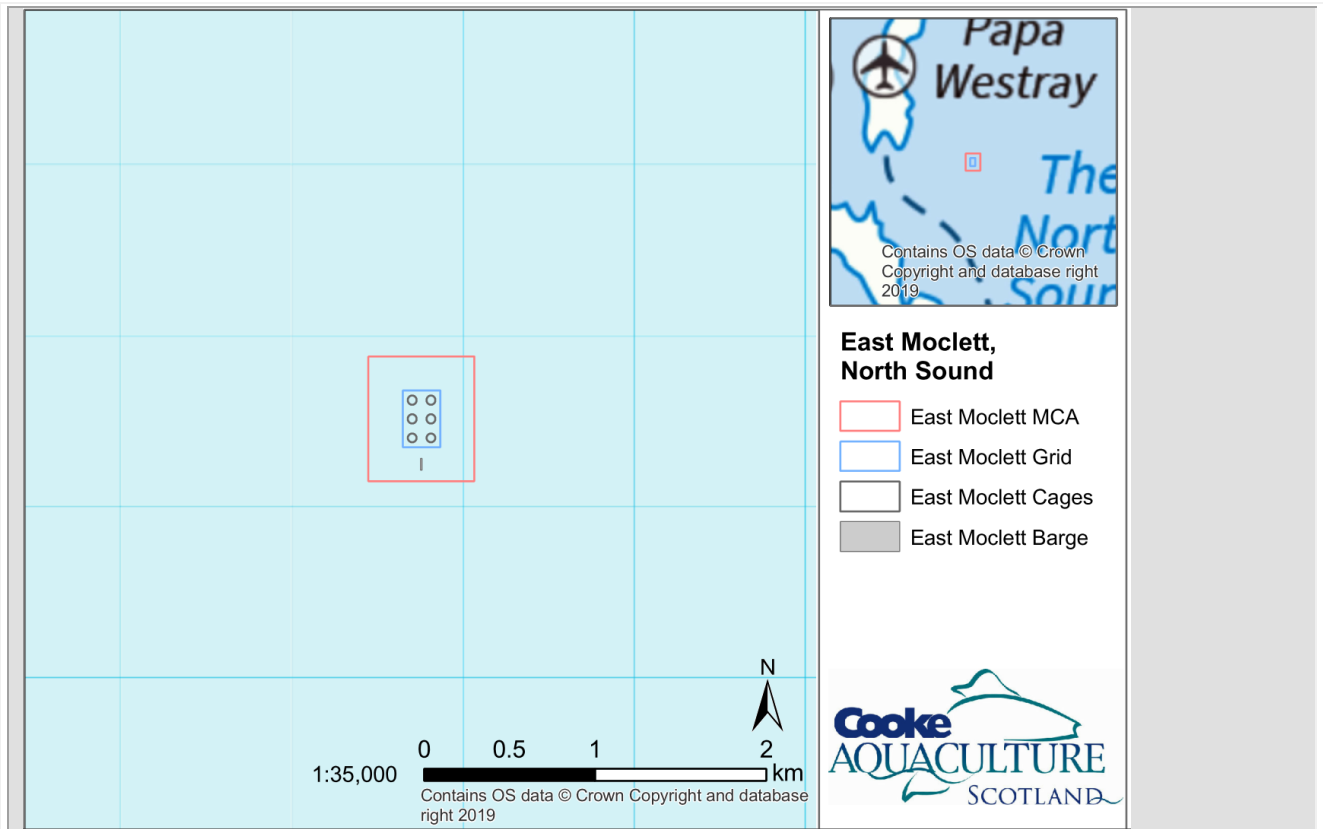 Papa
Westray
The
Nort
Sour
Contains OS data © Crown
Copyright and database right
2019
East Moclett,
North Sound
East Moclett MCA
East Moclett Grid
East Moclett Cages
East Moclett Barge
N
0 0.5 1 2
1:35,000 km
Contains OS data © Crown Copyright and database
right 2019
Cooke
AQUACULTURE
SCOTLAND